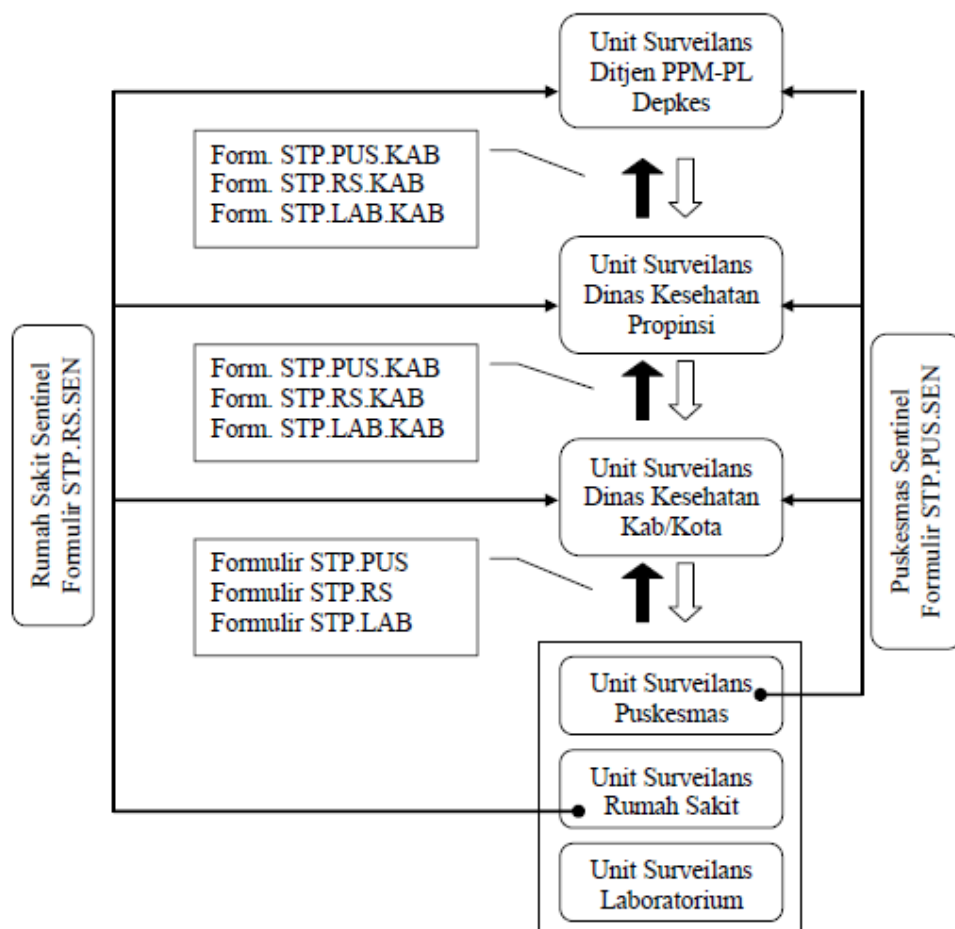 Unit Surveilans
Ditjen PPM-PL
Depkes
Form. STP.PUS.KAB
Form. STP.RS.KAB
Form. STP.LAB.KAB
Unit Surveilans
Dinas Kesehatan
Propinsi
Rumah Sakit Sentinel
Formulir STP.RS.SEN
Form. STP.PUS.KAB
Form. STP.RS.KAB
Form. STP.LAB.KAB
Puskesmas Sentinel
Formulir STP.PUS.SEN
Unit Surveilans
Dinas Kesehatan
Kab/Kota
Formulir STP.PUS
Formulir STP.RS
Formulir STP.LAB
Unit Surveilans
Puskesmas
Unit Surveilans
Rumah Sakit
Unit Surveilans
Laboratorium